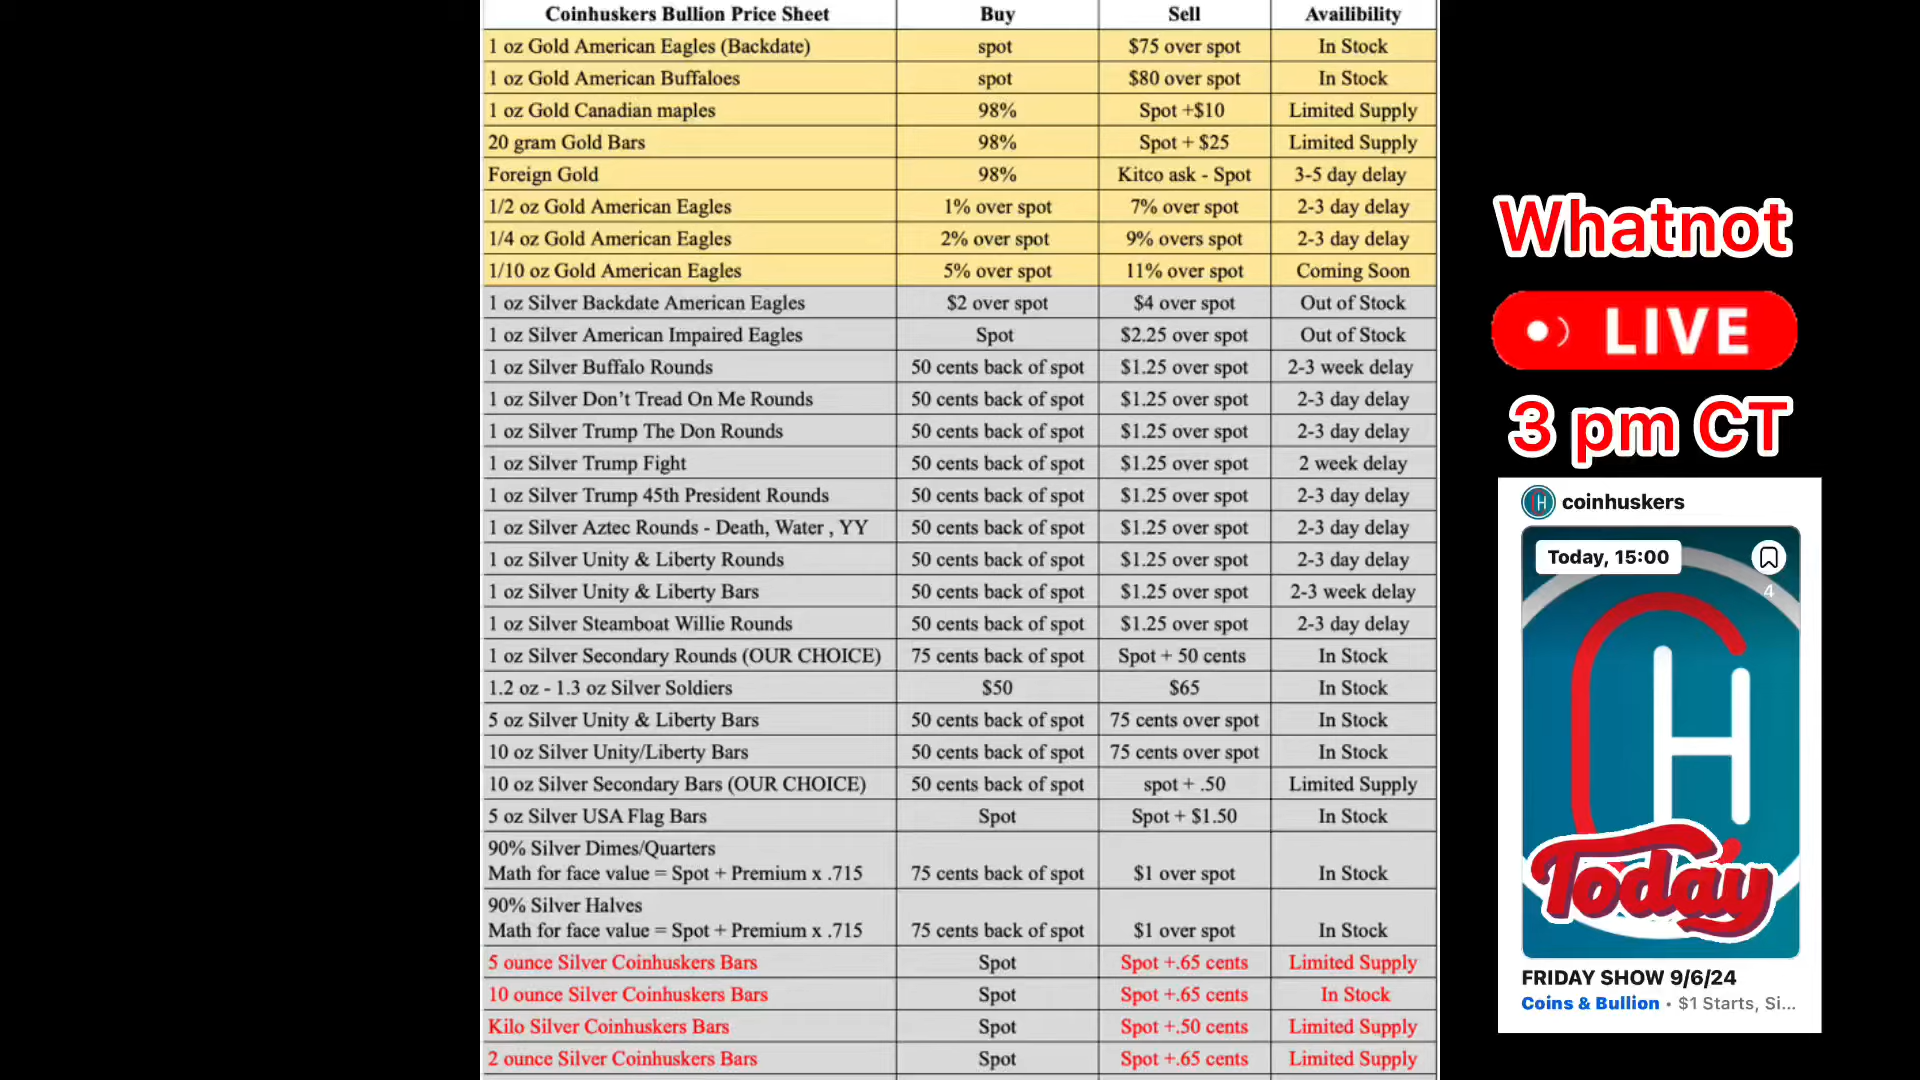 Coinhuskers Bullion Price Sheet Buy Sell Availibility
1 oz Gold American Eagles (Backdate) spot $75 over spot In Stock
1 oz Gold American Buffaloes spot $80 over spot In Stock
1 oz Gold Canadian maples 98% Spot +$10 Limited Supply
20 gram Gold Bars 98% Spot + $25 Limited Supply
Foreign Gold 98% Kitco ask - Spot 3-5 day delay
1/2 oz Gold American Eagles 1% over spot 7% over spot 2-3 day delay
1/4 oz Gold American Eagles 2% over spot 9% overs spot 2-3 day delay
1/10 oz Gold American Eagles 5% over spot 11% over spot Coming Soon
1 oz Silver Backdate American Eagles $2 over spot $4 over spot Out of Stock
1 oz Silver American Impaired Eagles Spot $2.25 over spot Out of Stock
1 oz Silver Buffalo Rounds 50 cents back of spot $1.25 over spot 2-3 week delay
1 oz Silver Don’t Tread On Me Rounds 50 cents back of spot $1.25 over spot 2-3 day delay
1 oz Silver Trump The Don Rounds 50 cents back of spot $1.25 over spot 2-3 day delay
1 oz Silver Trump Fight 50 cents back of spot $1.25 over spot 2 week delay
1 oz Silver Trump 45th President Rounds 50 cents back of spot $1.25 over spot 2-3 day delay
1 oz Silver Aztec Rounds - Death, Water , YY 50 cents back of spot $1.25 over spot 2-3 day delay
1 oz Silver Unity & Liberty Rounds 50 cents back of spot $1.25 over spot 2-3 day delay
1 oz Silver Unity & Liberty Bars 50 cents back of spot $1.25 over spot 2-3 week delay
1 oz Silver Steamboat Willie Rounds 50 cents back of spot $1.25 over spot 2-3 day delay
1 oz Silver Secondary Rounds (OUR CHOICE) 75 cents back of spot Spot + 50 cents In Stock
1.2 oz - 1.3 oz Silver Soldiers $50 $65 In Stock
5 oz Silver Unity & Liberty Bars 50 cents back of spot 75 cents over spot In Stock
10 oz Silver Unity/Liberty Bars 50 cents back of spot 75 cents over spot In Stock
10 oz Silver Secondary Bars (OUR CHOICE) 50 cents back of spot spot + .50 Limited Supply
5 oz Silver USA Flag Bars Spot Spot + $1.50 In Stock
90% Silver Dimes/Quarters
Math for face value = Spot + Premium x .715 75 cents back of spot $1 over spot In Stock
90% Silver Halves
Math for face value = Spot + Premium x .715 75 cents back of spot $1 over spot In Stock
5 ounce Silver Coinhuskers Bars Spot Spot +.65 cents Limited Supply
10 ounce Silver Coinhuskers Bars Spot Spot +.65 cents In Stock
Kilo Silver Coinhuskers Bars Spot Spot +.50 cents Limited Supply
2 ounce Silver Coinhuskers Bars Spot Spot +.65 cents Limited Supply
Whatnot
LIVE
3 pm CT
coinhuskers
Today, 15:00
4
H
Today
FRIDAY SHOW 9/6/24
Coins & Bullion • $1 Starts, Si...